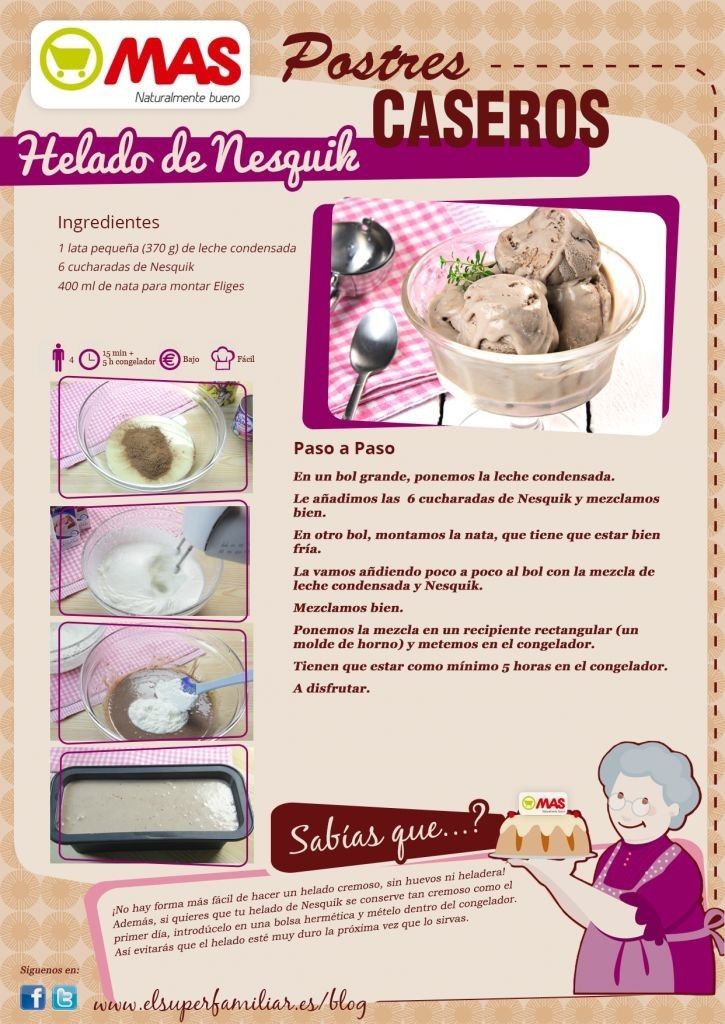 MAS
Naturalmente bueno
Postres
CASEROS
Helado de Nesquik
Ingredientes
1 lata pequeña (370 g) de leche condensada
6 cucharadas de Nesquik
400 ml de nata para montar Eliges
4
15 min +
5 h congelador
Bajo
Fácil
Paso a Paso
En un bol grande, ponemos la leche condensada.
Le añadimos las 6 cucharadas de Nesquik y mezclamos
bien.
En otro bol, montamos la nata, que tiene que estar bien
fría.
La vamos añdiendo poco a poco al bol con la mezcla de
leche condensada y Nesquik.
Mezclamos bien.
Ponemos la mezcla en un recipiente rectangular (un
molde de horno) y metemos en el congelador.
Tienen que estar como mínimo 5 horas en el congelador.
A disfrutar.
MAS
Sabías que...?
¡No hay forma más fácil de hacer un helado cremoso, sin huevos ni heladera!
Además, si quieres que tu helado de Nesquik se conserve tan cremoso como el
primer día, introdúcelo en una bolsa hermética y mételo dentro del congelador.
Así evitarás que el helado esté muy duro la próxima vez que lo sirvas.
Síguenos en:
www.elsuperfamiliar.es/blog